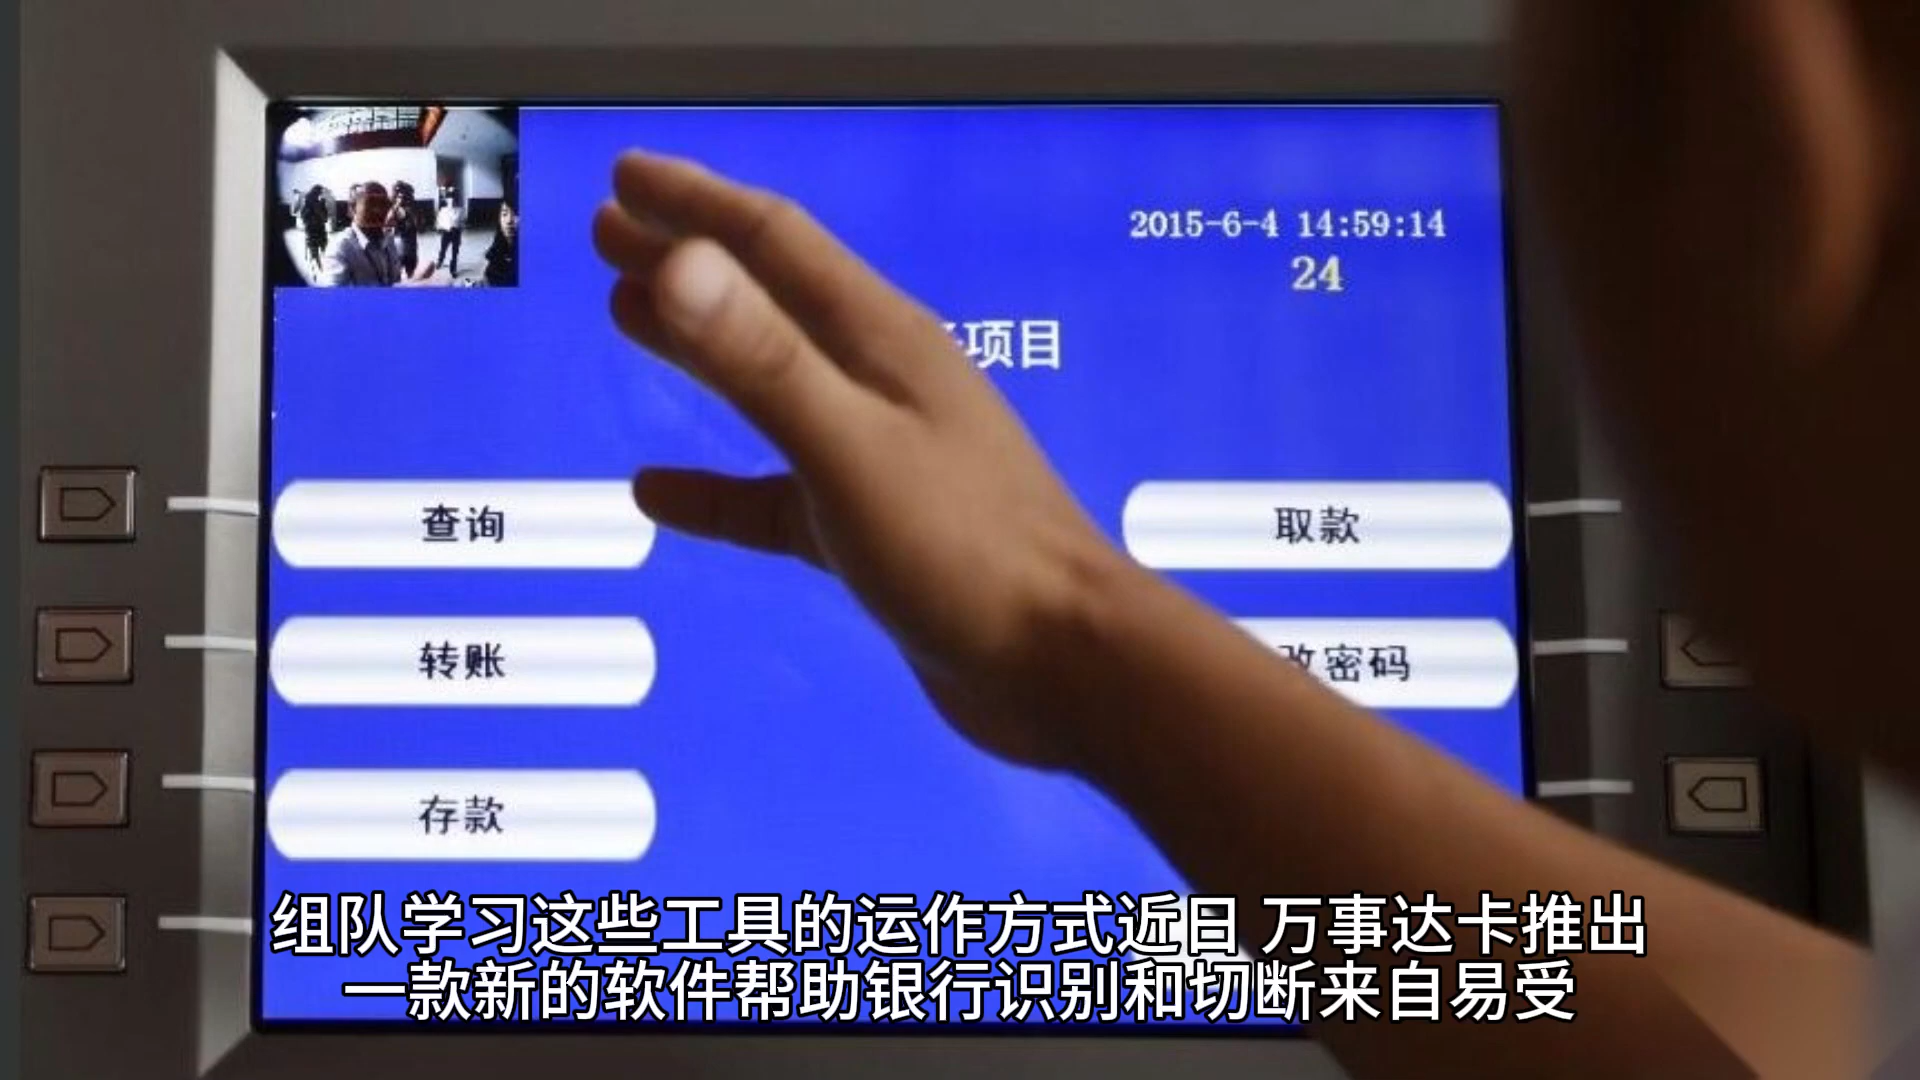 2015-6-4 14:59:14
24
项目
查询
取款
转账
改密码
存款
组队学习这些工具的运作方式近日 万事达卡推出
一款新的软件帮助银行识别和切断来自易受